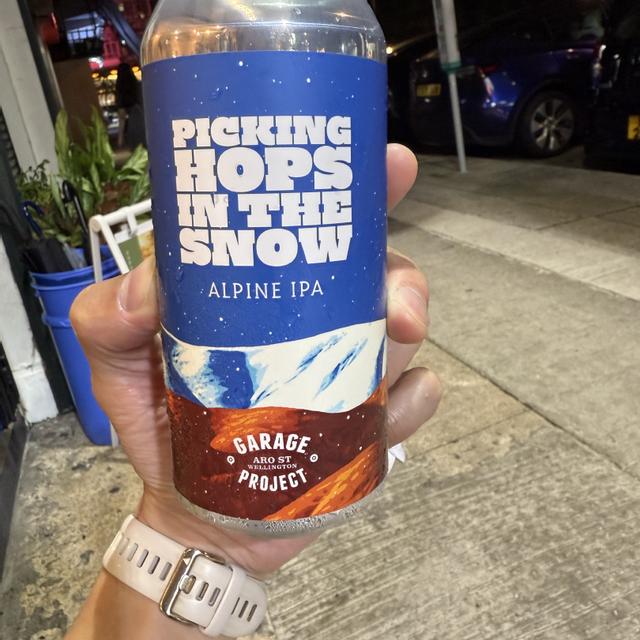 PICKING
HOPS
IN THE
SNOW
ALPINE IPA
GARAGE
ARO ST
WELLINGTON
PROJECT